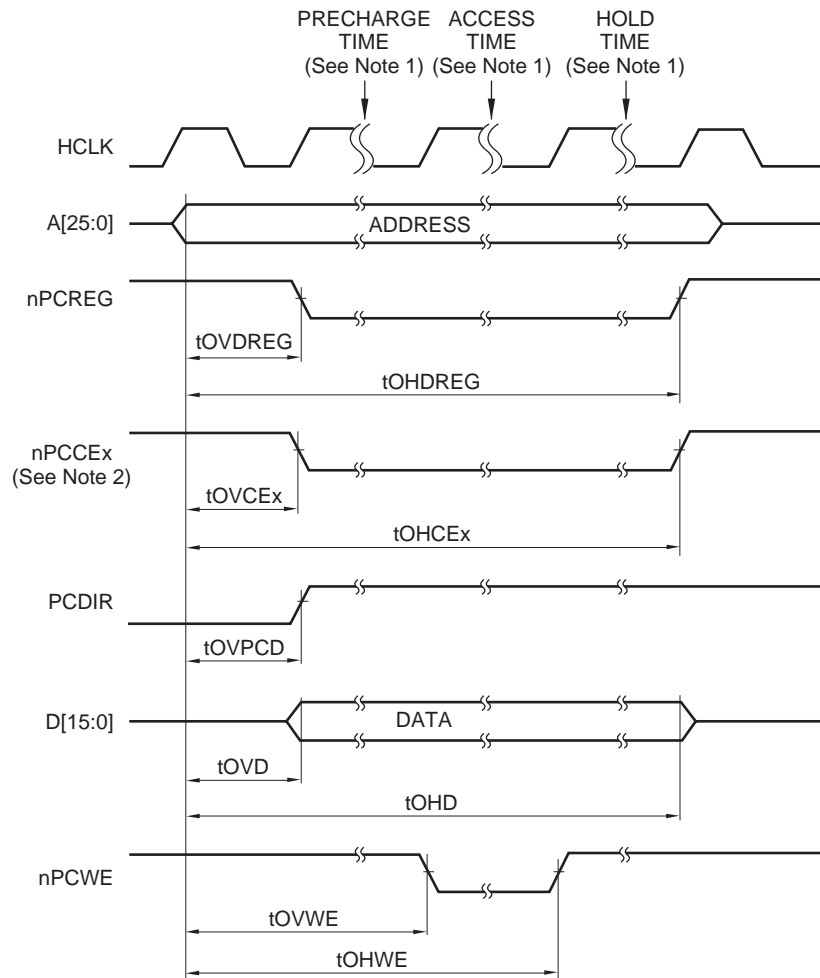 PRECHARGE
TIME
(See Note 1)
ACCESS
TIME
(See Note 1)
HOLD
TIME
(See Note 1)
HCLK
A[25:0]
ADDRESS
nPCREG
tOVDREG
tOHDREG
nPCCEx
(See Note 2)
tOVCEx
tOHCEx
PCDIR
tOVPCD
D[15:0]
DATA
tOVD
tOHD
nPCWE
tOVWE
tOHWE